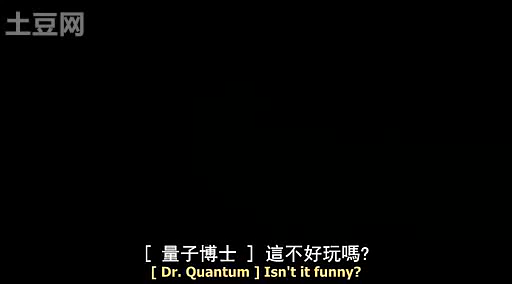 土豆网
[ 量子博士 ] 這不好玩嗎?
[ Dr. Quantum ] Isn't it funny?